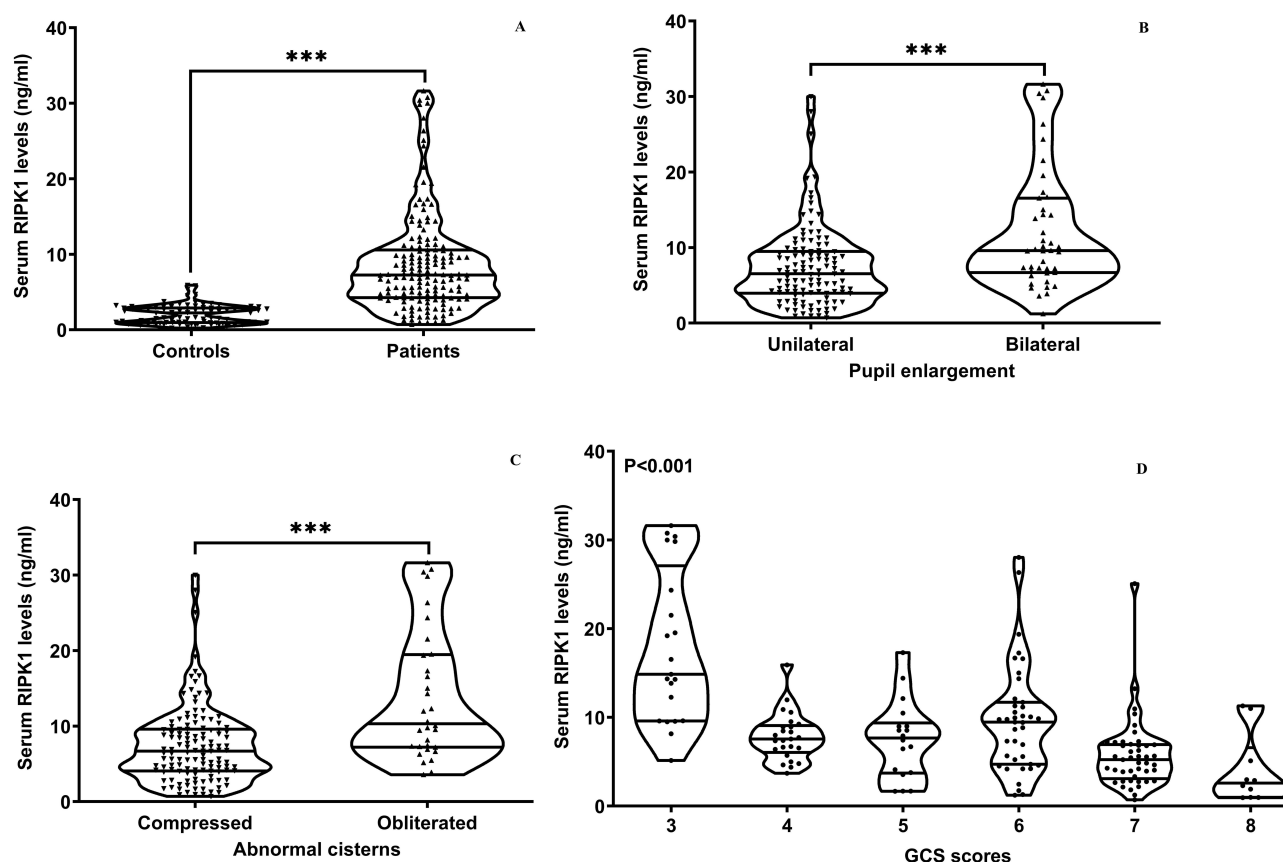 A
Serum RIPK1 levels (ng/ml)
40
30
20
10
0
***
Controls
Patients
B
Serum RIPK1 levels (ng/ml)
40
30
20
10
0
***
Unilateral
Bilateral
Pupil enlargement
C
Serum RIPK1 levels (ng/ml)
40
30
20
10
0
***
Compressed
Obliterated
Abnormal cisterns
D
Serum RIPK1 levels (ng/ml)
40
30
20
10
0
P<0.001
3 4 5 6 7 8
GCS scores